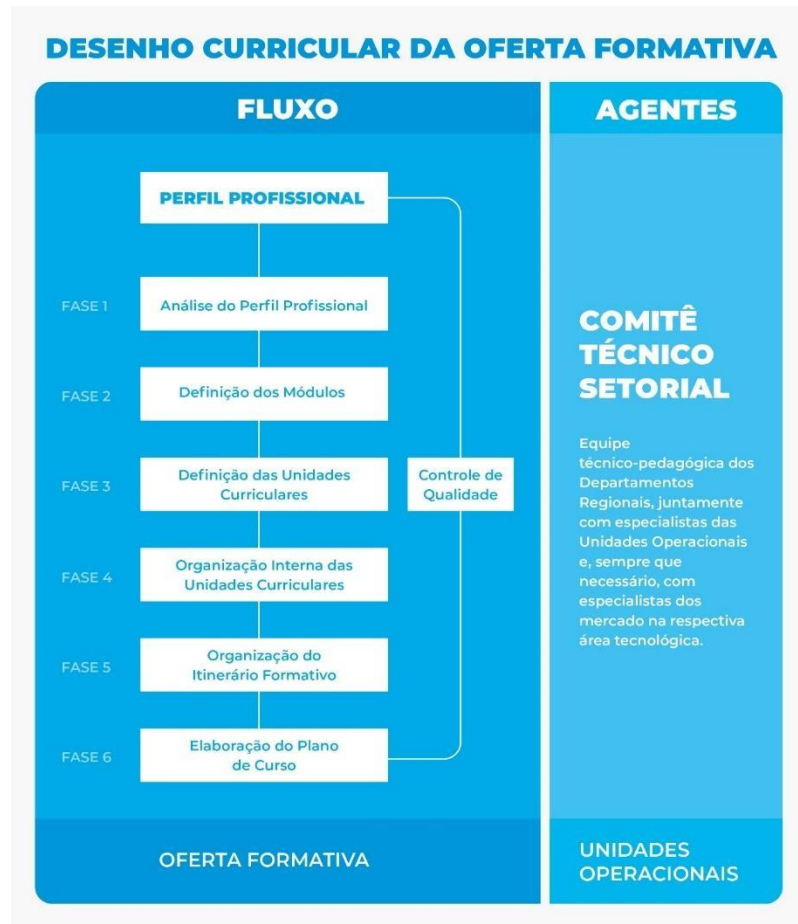 DESENHO CURRICULAR DA OFERTA FORMATIVA
FLUXO
AGENTES
PERFIL PROFISSIONAL
FASE 1
Análise do Perfil Profissional
FASE 2
Definição dos Módulos
FASE 3
Definição das Unidades
Curriculares
Controle de
Qualidade
FASE 4
Organização Interna das
Unidades Curriculares
FASE 5
Organização do
Itinerário Formativo
FASE 6
Elaboração do Plano
de Curso
COMITÊ
TÉCNICO
SETORIAL
Equipe
técnico-pedagógica dos
Departamentos
Regionais, juntamente
com especialistas das
Unidades Operacionais
e, sempre que
necessário, com
especialistas dos
mercado na respectiva
área tecnológica.
OFERTA FORMATIVA
UNIDADES
OPERACIONAIS